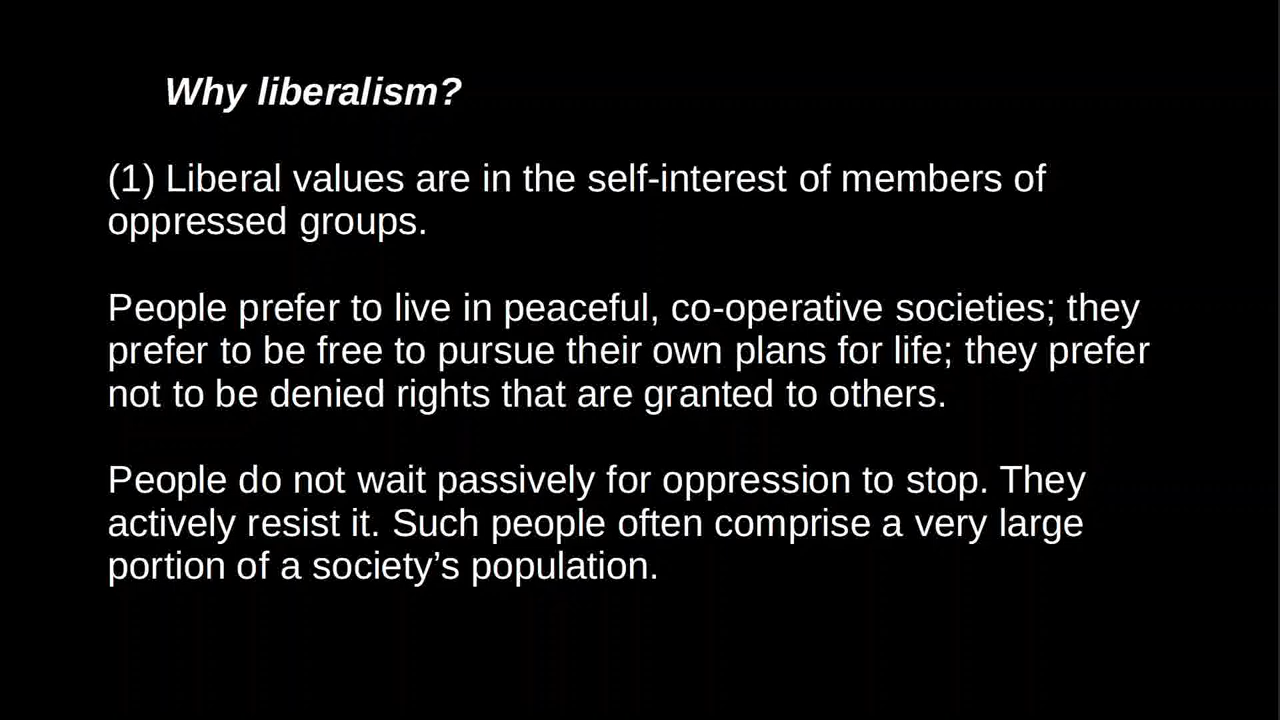 Why liberalism?
(1) Liberal values are in the self-interest of members of
oppressed groups.
People prefer to live in peaceful, co-operative societies; they
prefer to be free to pursue their own plans for life; they prefer
not to be denied rights that are granted to others.
People do not wait passively for oppression to stop. They
actively resist it. Such people often comprise a very large
portion of a society’s population.